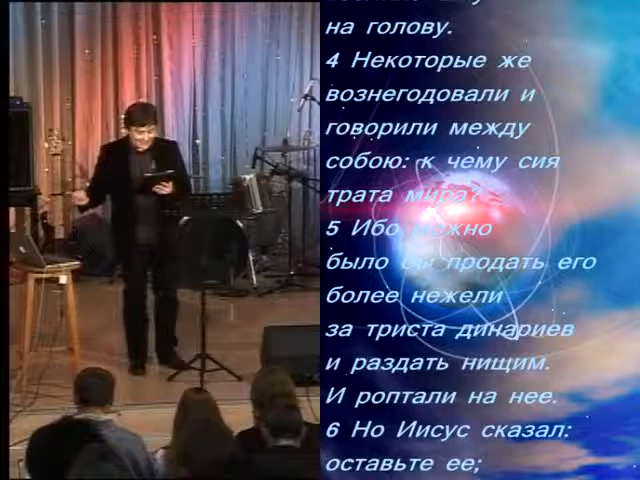 на голову.
4 Некоторые же
вознегодовали и
говорили между
собою: к чему сия
трата мира?
5 Ибо можно
было бы продать его
более нежели
за триста динариев
и раздать нищим.
И роптали на нее.
6 Но Иисус сказал:
оставьте ее;